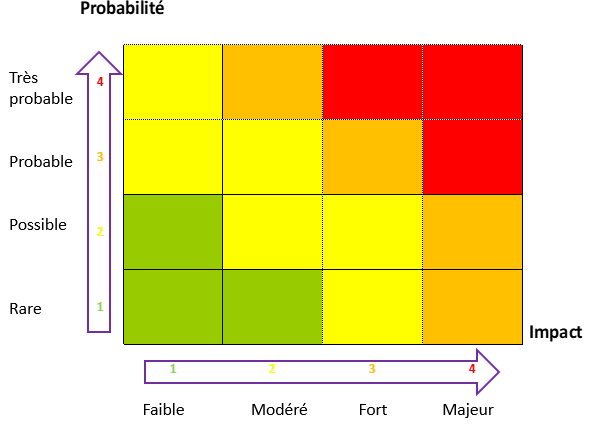 Probabilité
Très
probable
4
Probable
3
Possible
2
Rare
1
Impact
1
2
3
4
Faible
Modéré
Fort
Majeur